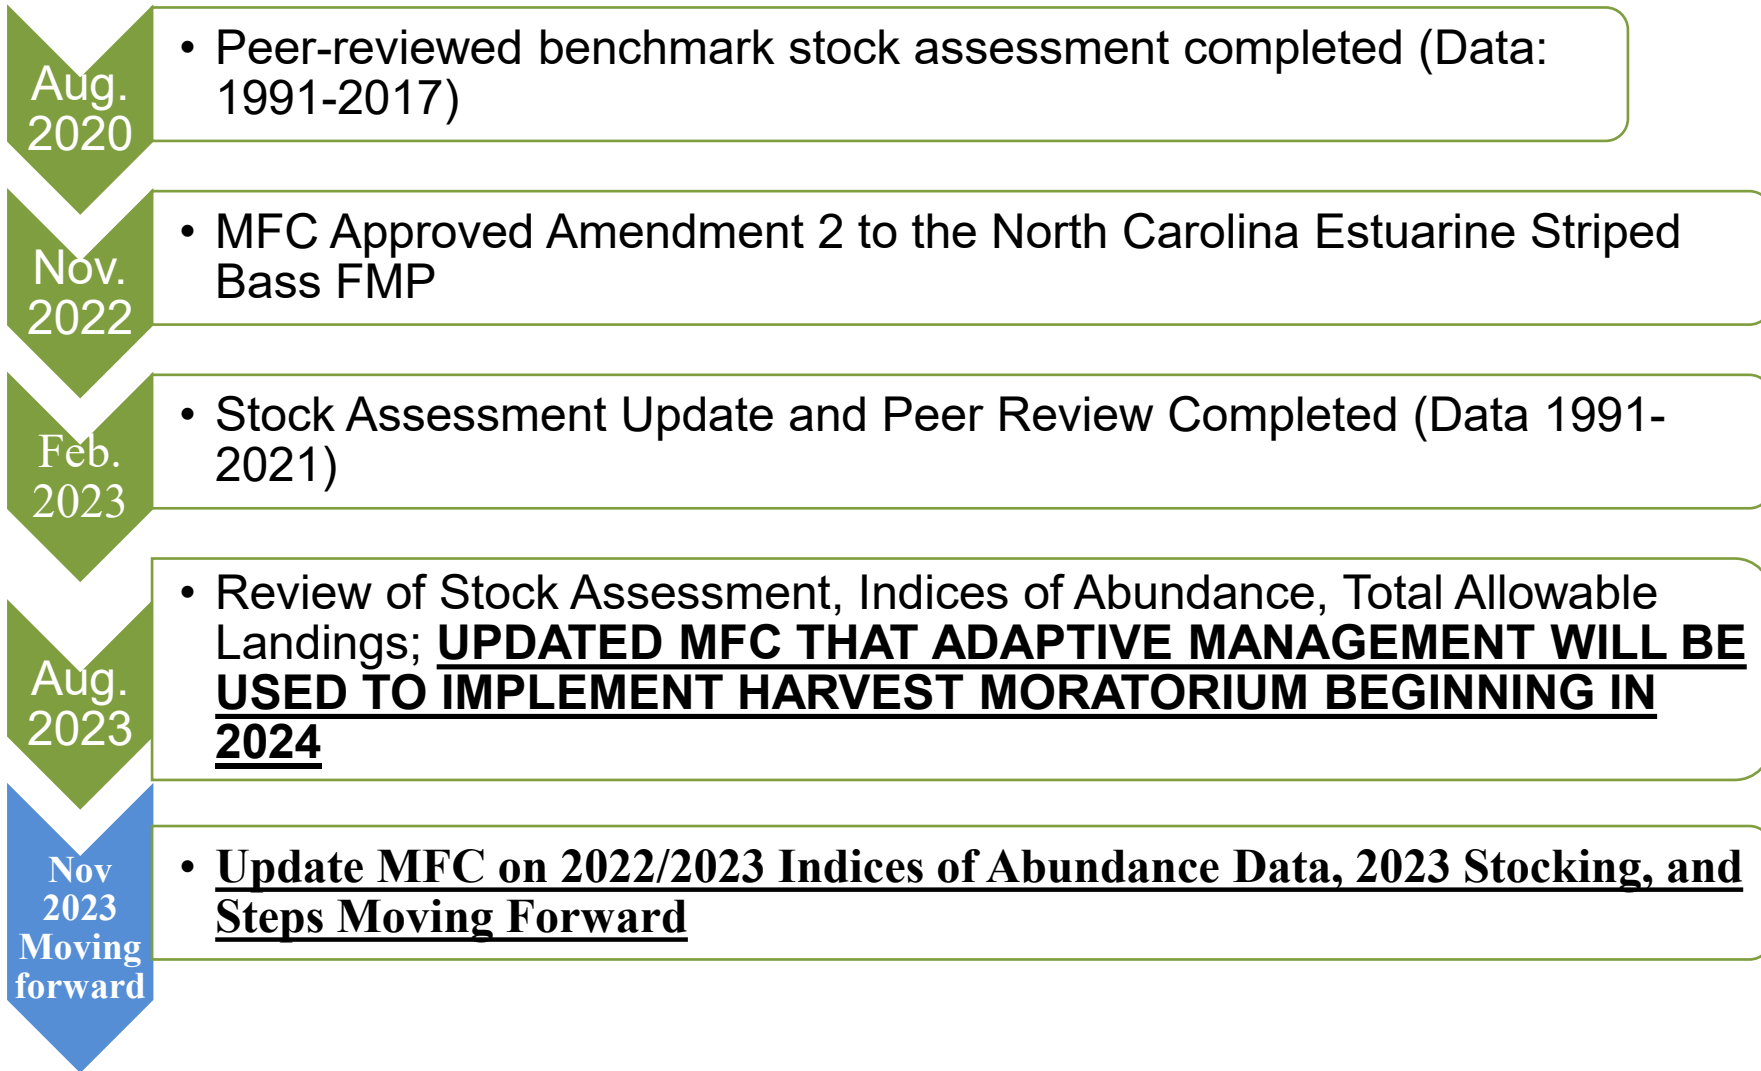 Aug.
2020
• Peer-reviewed benchmark stock assessment completed (Data:
1991-2017)
Nov.
2022
• MFC Approved Amendment 2 to the North Carolina Estuarine Striped
Bass FMP
Feb.
2023
• Stock Assessment Update and Peer Review Completed (Data 1991-
2021)
Aug.
2023
• Review of Stock Assessment, Indices of Abundance, Total Allowable
Landings; UPDATED MFC THAT ADAPTIVE MANAGEMENT WILL BE
USED TO IMPLEMENT HARVEST MORATORIUM BEGINNING IN
2024
Nov
2023
Moving
forward
• Update MFC on 2022/2023 Indices of Abundance Data, 2023 Stocking, and
Steps Moving Forward